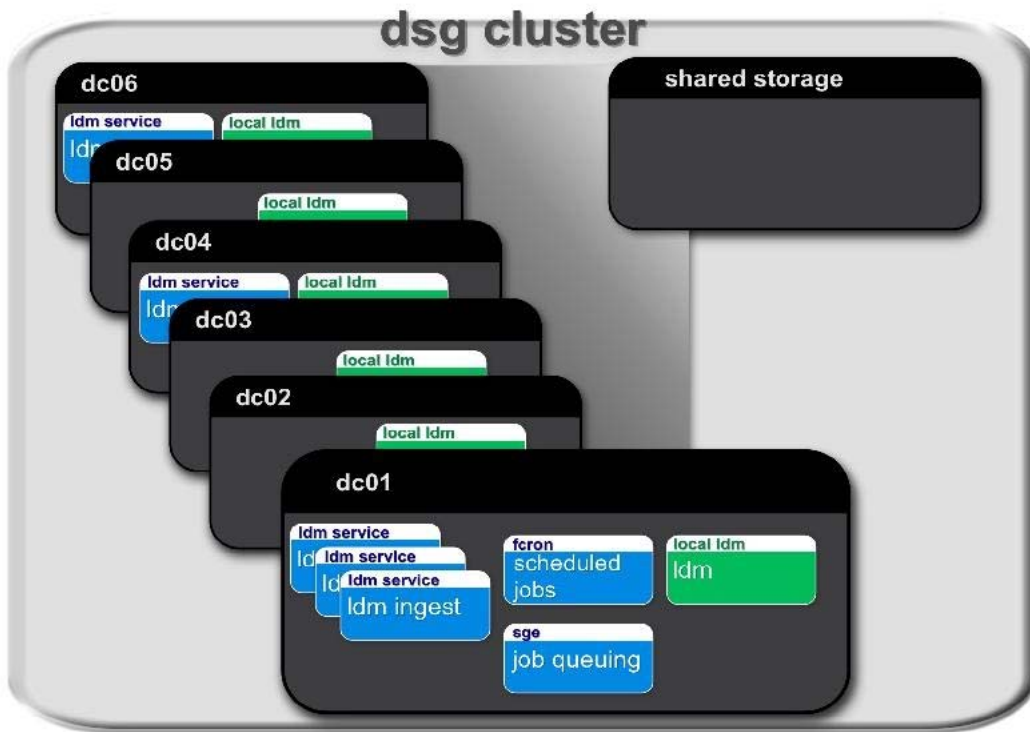 dsg cluster
dc06
shared storage
ldm service
local ldm
dc05
local ldm
dc04
ldm service
local ldm
dc03
local ldm
dc02
local ldm
dc01
ldm service
ldm service
ldm service
ldm ingest
fcron
scheduled
jobs
local ldm
ldm
sge
job queuing